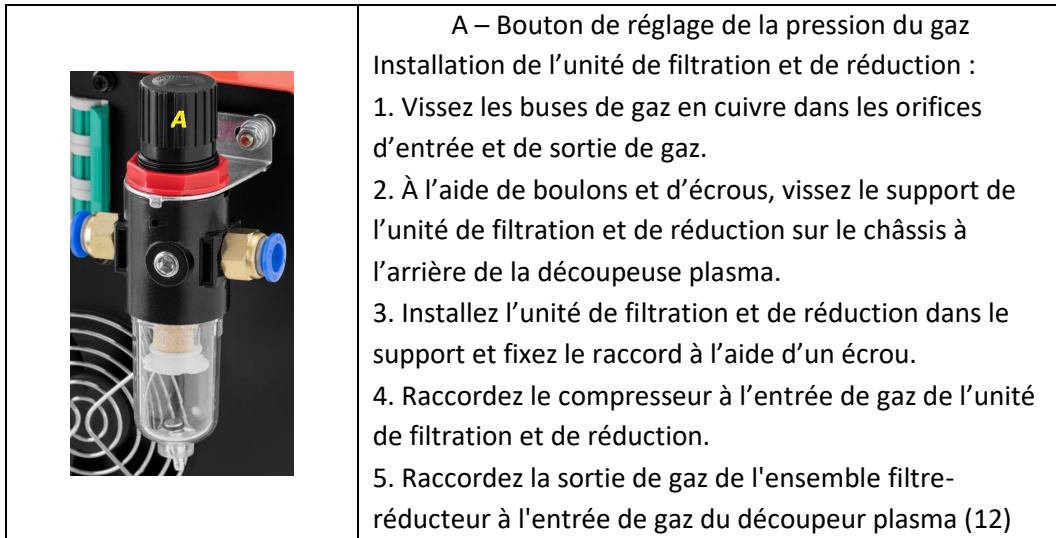 A
A – Bouton de réglage de la pression du gaz
Installation de l’unité de filtration et de réduction :
1. Vissez les buses de gaz en cuivre dans les orifices
d’entrée et de sortie de gaz.
2. À l’aide de boulons et d’écrous, vissez le support de
l’unité de filtration et de réduction sur le châssis à
l’arrière de la découpeuse plasma.
3. Installez l’unité de filtration et de réduction dans le
support et fixez le raccord à l’aide d’un écrou.
4. Raccordez le compresseur à l’entrée de gaz de l’unité
de filtration et de réduction.
5. Raccordez la sortie de gaz de l'ensemble filtre-
réducteur à l'entrée de gaz du découpeur plasma (12)